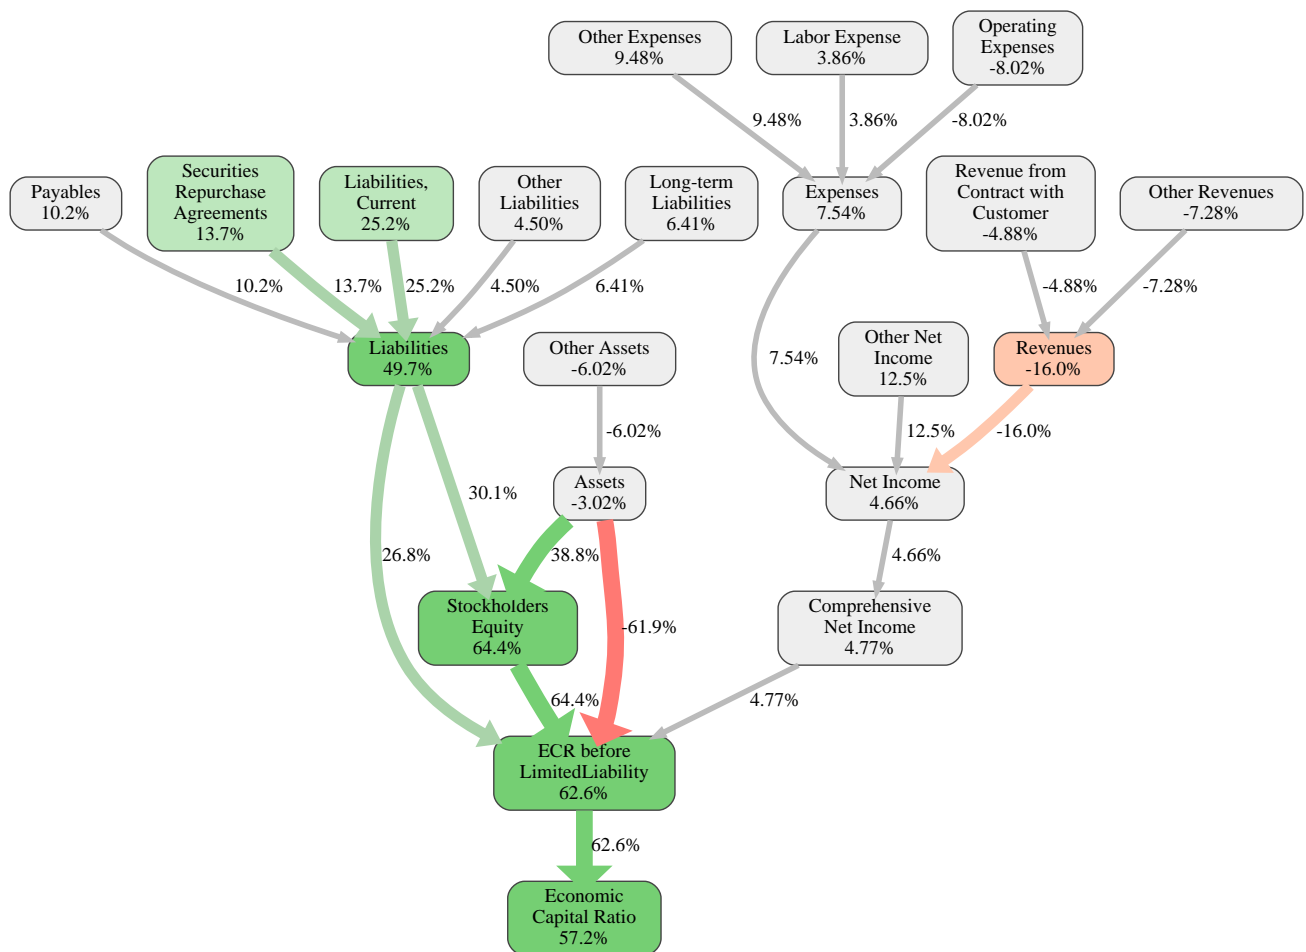 Other Expenses
9.48%
Labor Expense
3.86%
Operating
Expenses
-8.02%
9.48%
3.86%
-8.02%
Payables
10.2%
Securities
Repurchase
Agreements
13.7%
Liabilities,
Current
25.2%
Other
Liabilities
4.50%
Long-term
Liabilities
6.41%
Expenses
7.54%
Revenue from
Contract with
Customer
-4.88%
Other Revenues
-7.28%
10.2%
13.7%
25.2%
4.50%
6.41%
-4.88%
-7.28%
Liabilities
49.7%
Other Assets
-6.02%
7.54%
Other Net
Income
12.5%
Revenues
-16.0%
-6.02%
12.5%
-16.0%
30.1%
Assets
-3.02%
Net Income
4.66%
26.8%
38.8%
4.66%
Stockholders
Equity
64.4%
-61.9%
Comprehensive
Net Income
4.77%
64.4%
4.77%
ECR before
LimitedLiability
62.6%
62.6%
Economic
Capital Ratio
57.2%